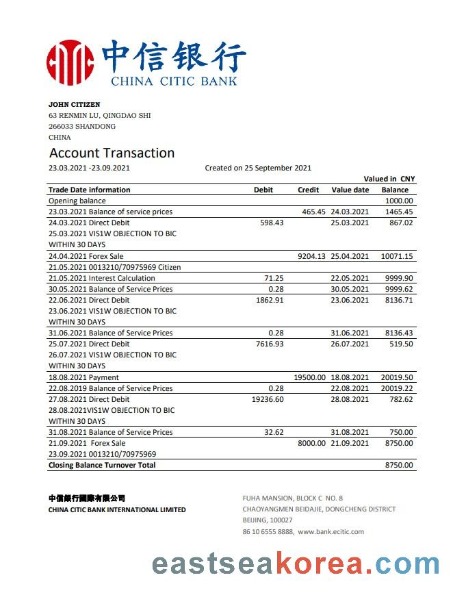 中信银行
CHINA CITIC BANK
JOHN CITIZEN
63 RENMIN LU, QINGDAO SHI
266033 SHANDONG
CHINA
Account Transaction
23.03.2021 -23.09.2021 Created on 25 September 2021
Valued in CNY
Trade Date information Debit Credit Value date Balance
Opening balance 1000.00
23.03.2021 Balance of service prices 465.45 24.03.2021 1465.45
24.03.2021 Direct Debit 598.43 25.03.2021 867.02
25.03.2021 VIS1W OBJECTION TO BIC
WITHIN 30 DAYS
24.04.2021 Forex Sale 9204.13 25.04.2021 10071.15
21.05.2021 0013210/70975969 Citizen
21.05.2021 Interest Calculation 71.25 22.05.2021 9999.90
30.05.2021 Balance of Service Prices 0.28 30.05.2021 9999.62
22.06.2021 Direct Debit 1862.91 23.06.2021 8136.71
23.06.2021 VIS1W OBJECTION TO BIC
WITHIN 30 DAYS
31.06.2021 Balance of Service Prices 0.28 31.06.2021 8136.43
25.07.2021 Direct Debit 7616.93 26.07.2021 519.50
26.07.2021 VIS1W OBJECTION TO BIC
WITHIN 30 DAYS
18.08.2021 Payment 19500.00 18.08.2021 20019.50
22.08.2019 Balance of Service Prices 0.28 22.08.2021 20019.22
27.08.2021 Direct Debit 19236.60 28.08.2021 782.62
28.08.2021VIS1W OBJECTION TO BIC
WITHIN 30 DAYS
31.08.2021 Balance of Service Prices 32.62 31.08.2021 750.00
21.09.2021 Forex Sale 8000.00 21.09.2021 8750.00
23.09.2021 0013210/70975969
Closing Balance Turnover Total 8750.00
中信銀行國際有限公司
CHINA CITIC BANK INTERNATIONAL LIMITED
FUHA MANSION, BLOCK C NO. 8
CHAOYANGMEN BEIDAJIE, DONGCHENG DISTRICT
BEIJING, 100027
86 10 6555 8888, www.bank.ecitic.com
eastseakorea.com